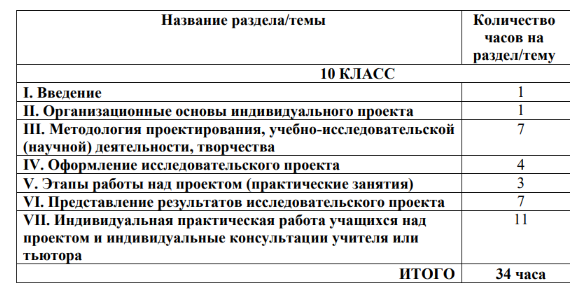 Название раздела/темы
Количество
часов на
раздел/тему
10 КЛАСС
I. Введение
1
II. Организационные основы индивидуального проекта
1
III. Методология проектирования, учебно-исследовательской
(научной) деятельности, творчества
7
IV. Оформление исследовательского проекта
4
V. Этапы работы над проектом (практические занятия)
3
VI. Представление результатов исследовательского проекта
7
VII. Индивидуальная практическая работа учащихся над
проектом и индивидуальные консультации учителя или
тьютора
11
ИТОГО
34 часа